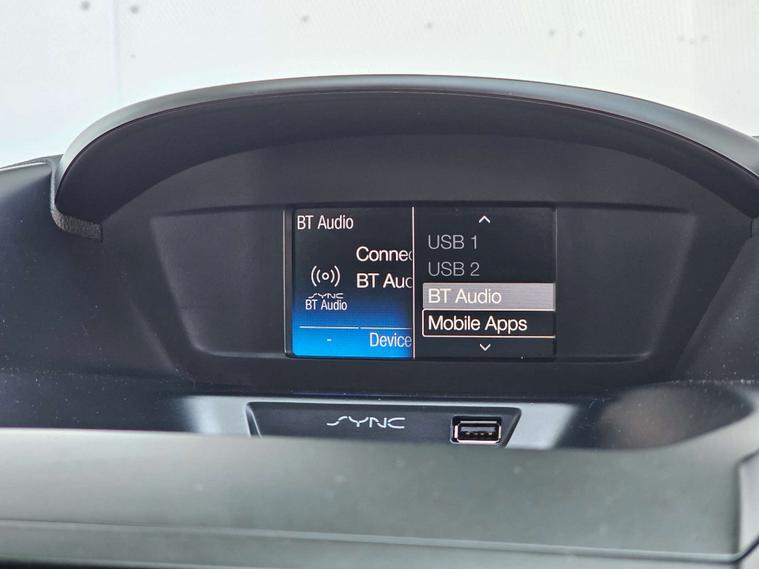 BT Audio
Connec
BT Aud
SYNC
BT Audio
- Device
USB 1
USB 2
BT Audio
Mobile Apps
SYNC